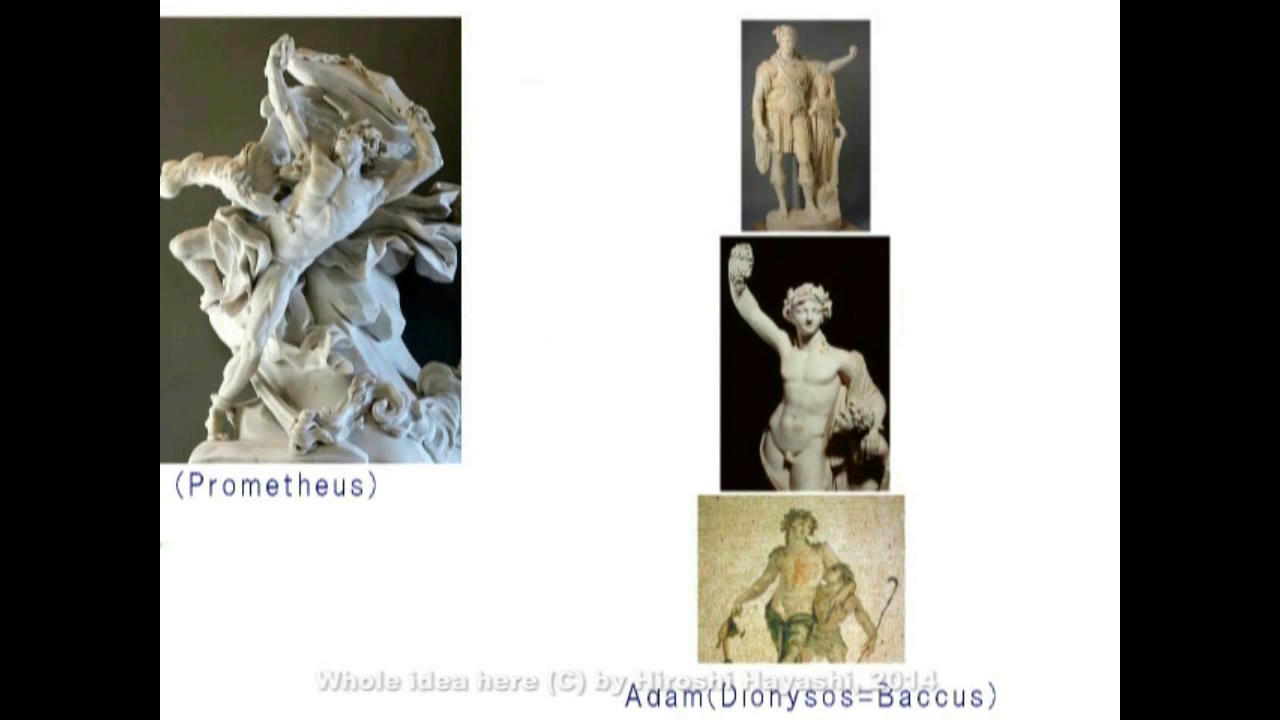 (Prometheus)
Whole idea here (C) by Hiroshi Hayashi, 2014
Adam(Dionysos=Baccus)